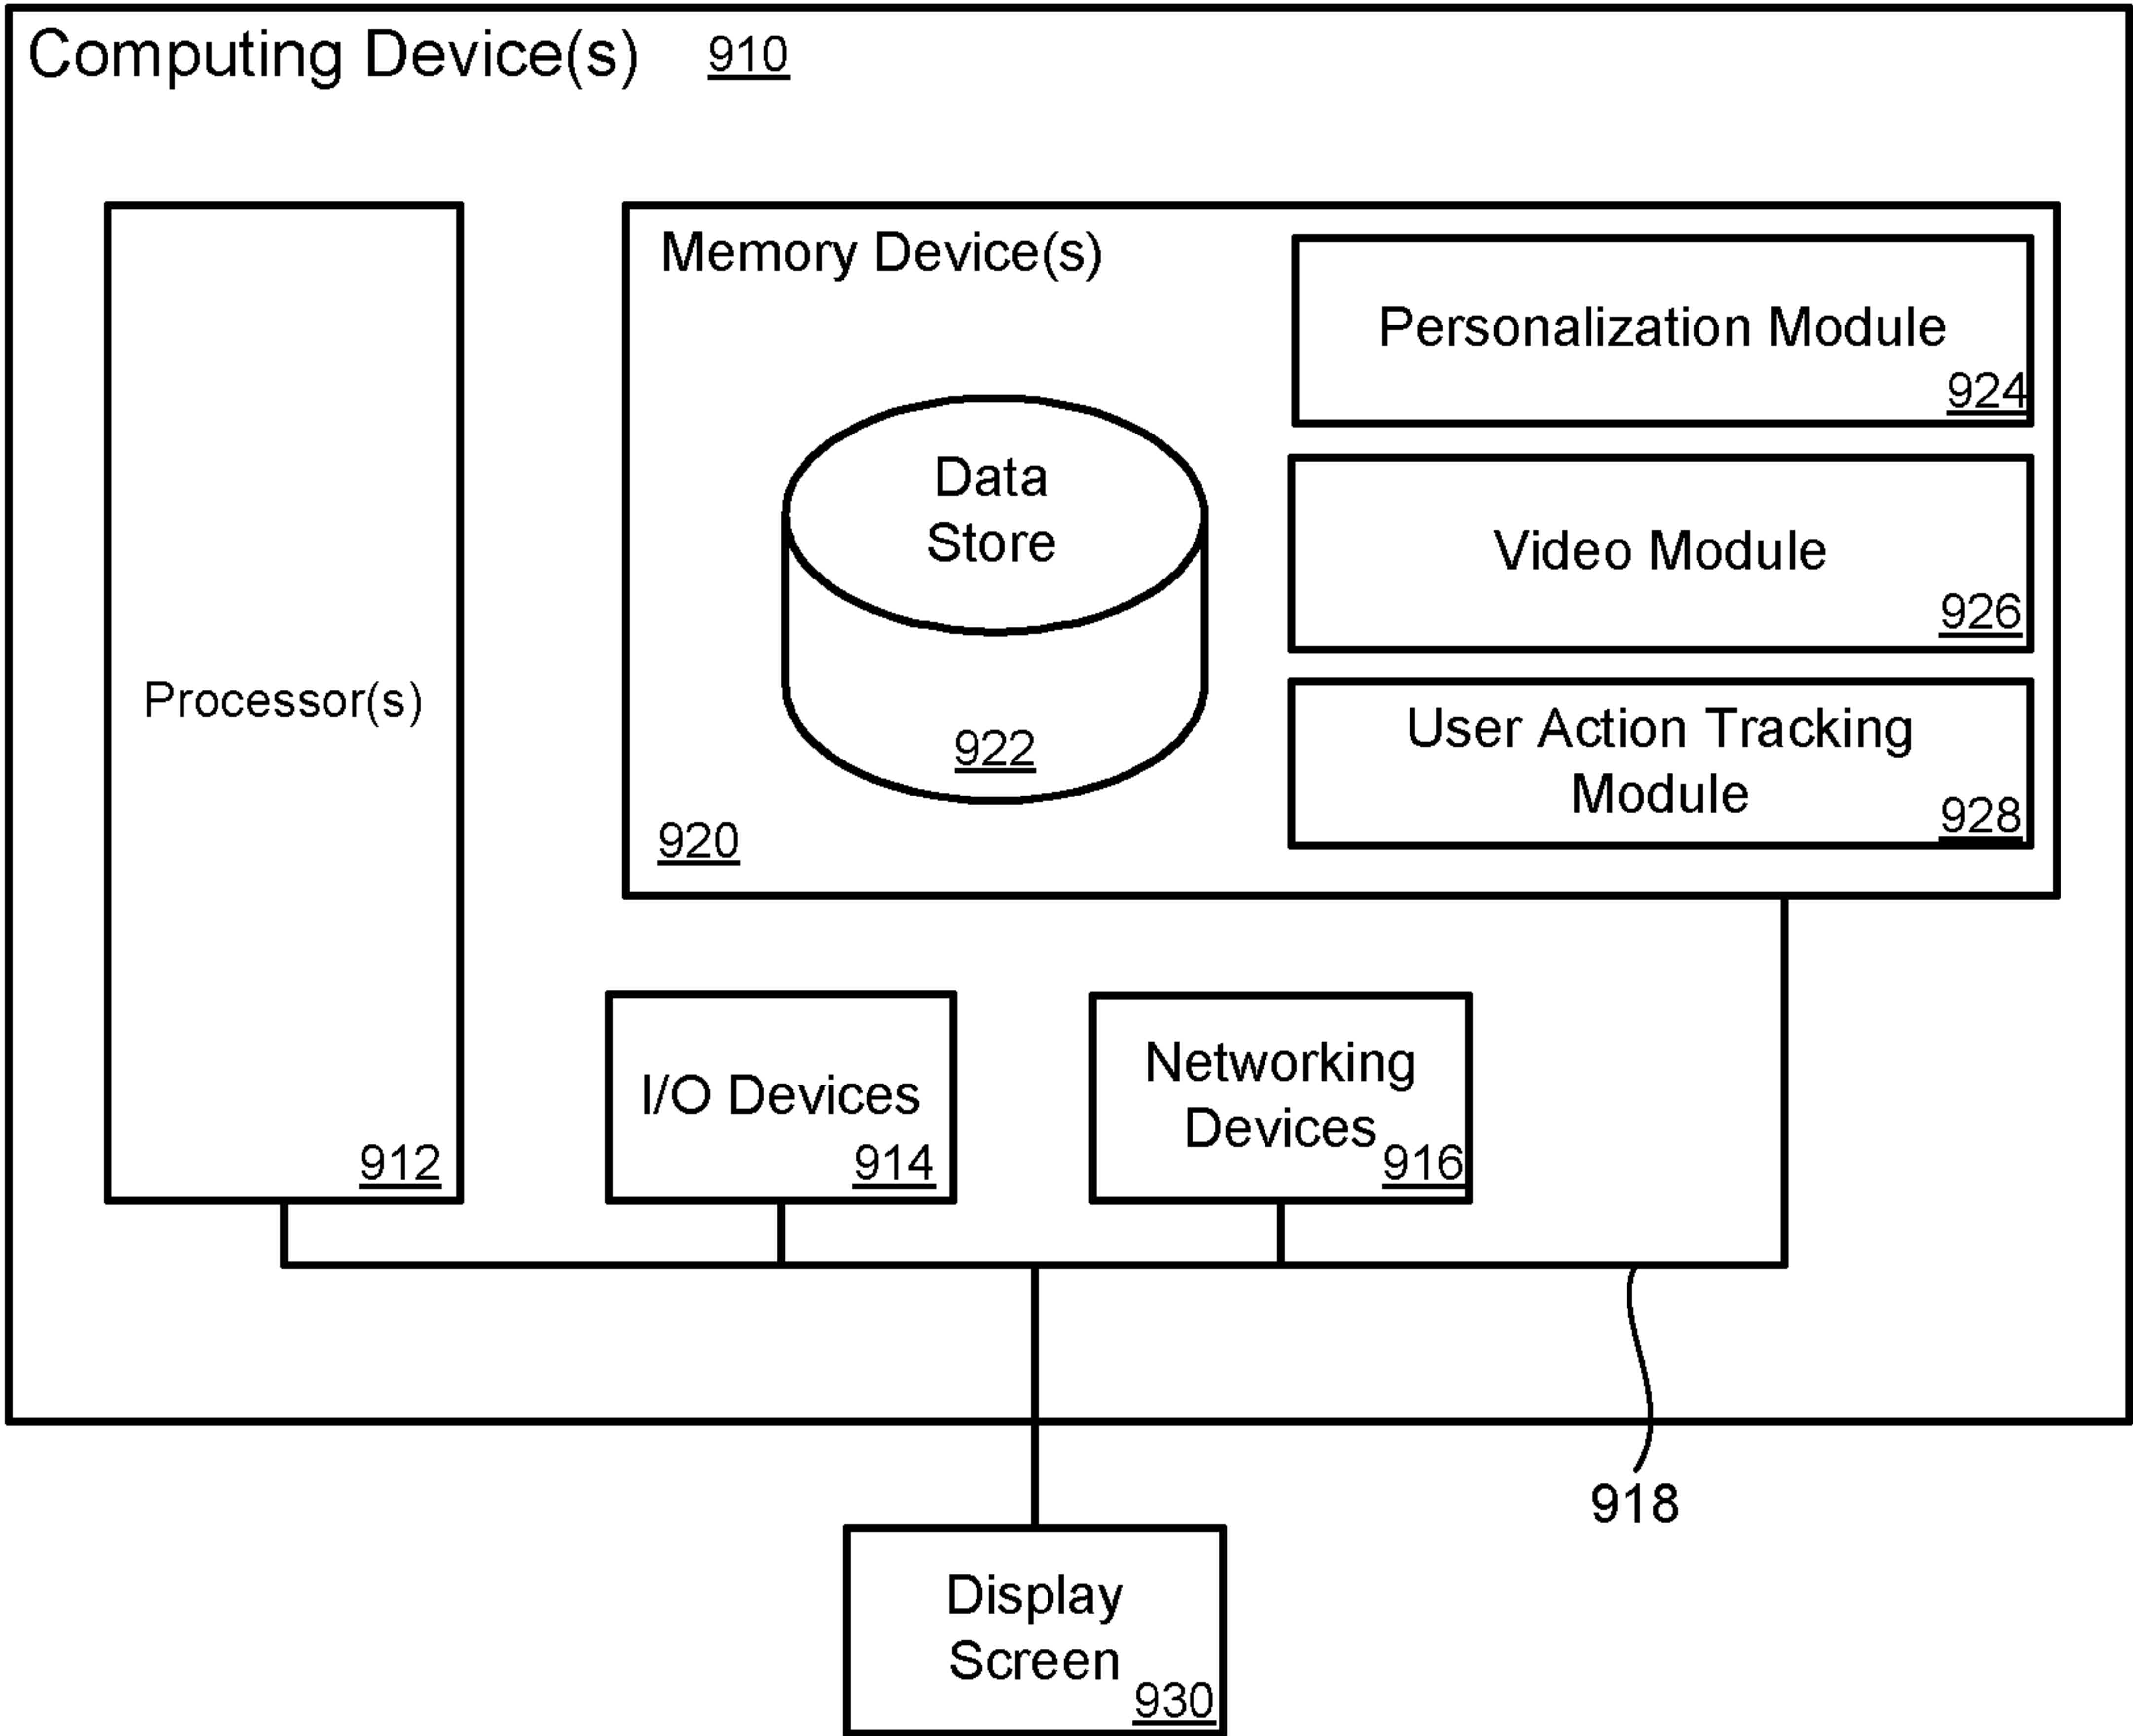 Computing Device(s) 910
Memory Device(s)
Personalization Module
924
Data
Store
922
Video Module
926
User Action Tracking
Module
928
920
Processor(s)
912
I/O Devices
914
Networking
Devices
916
918
Display
Screen
930